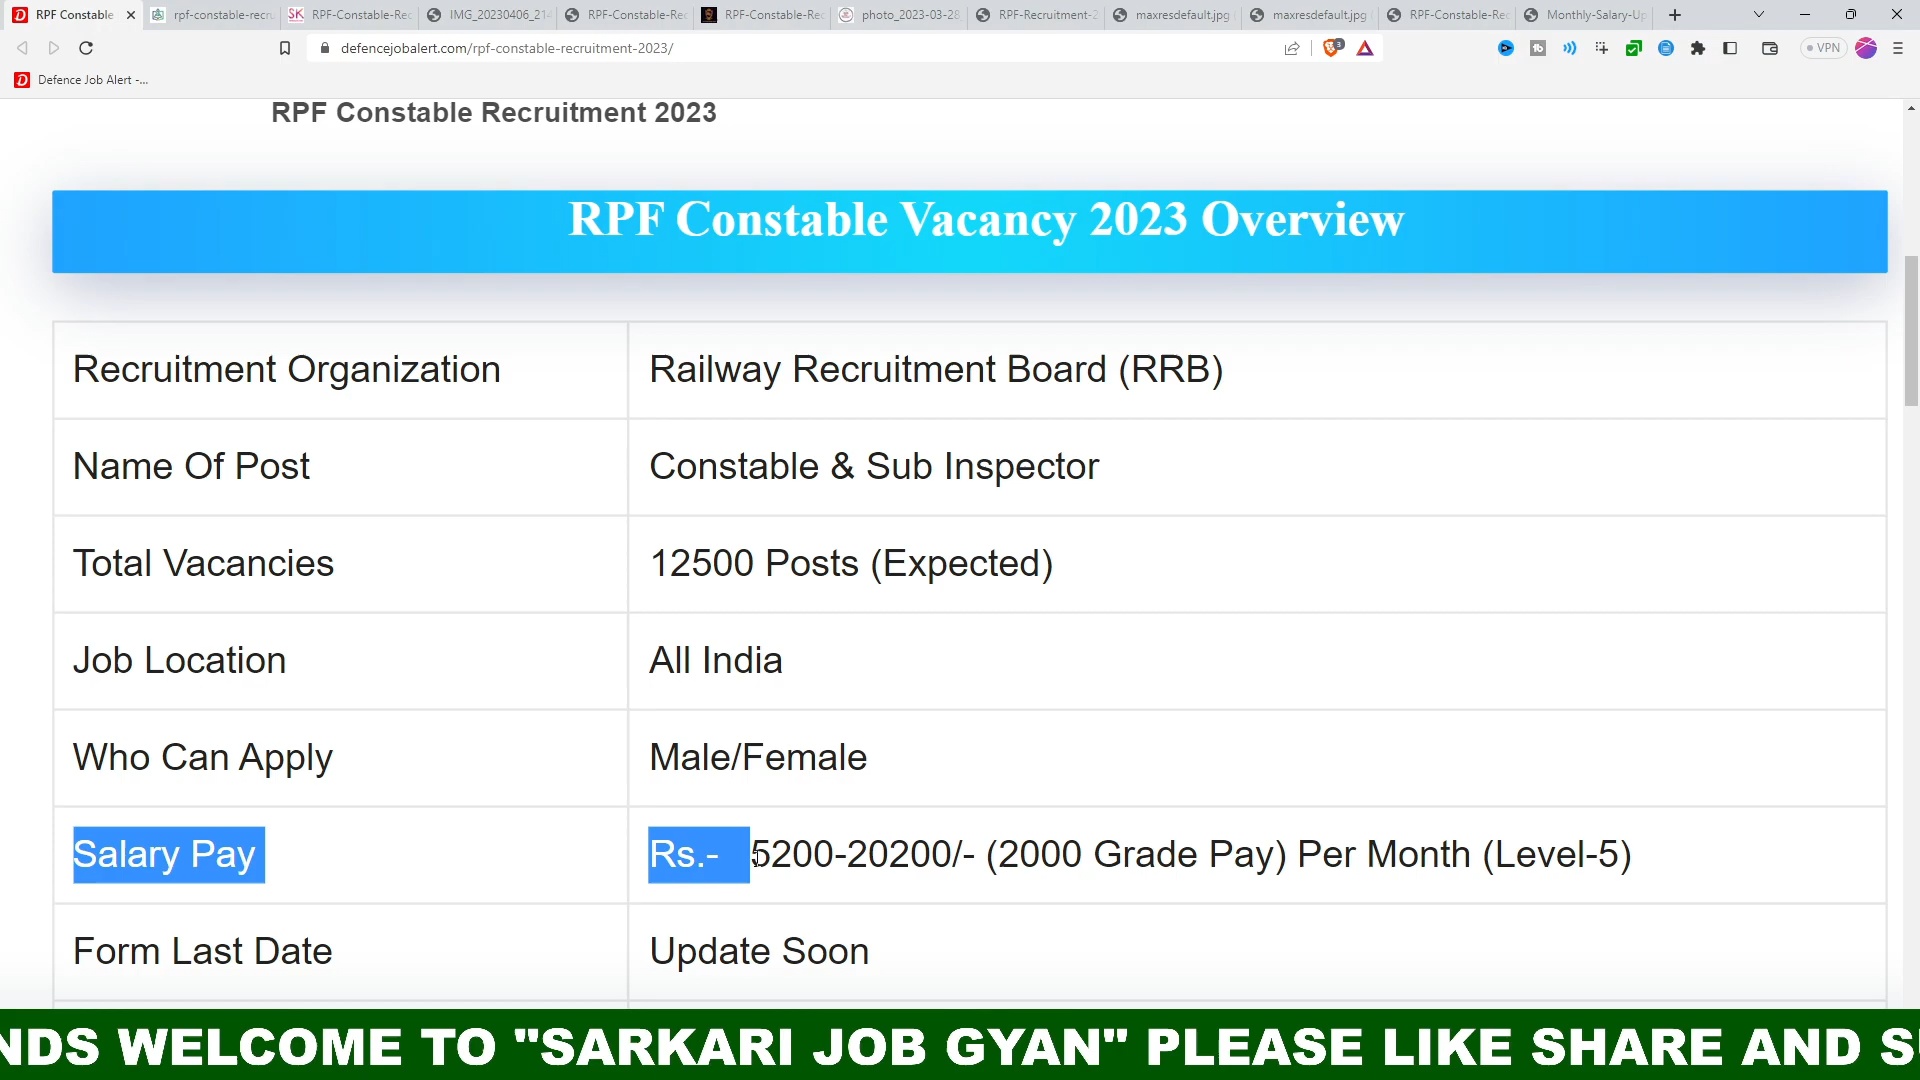 RPF Constable
rpf-constable-recru
RPF-Constable-Rec
IMG_20230406_214
RPF-Constable-Rec
RPF-Constable-Rec
photo_2023-03-28
RPF-Recruitment-2
maxresdefault.jpg
maxresdefault.jpg
RPF-Constable-Rec
Monthly-Salary-Up
defencejobalert.com/rpf-constable-recruitment-2023/
VPN
Defence Job Alert -...
RPF Constable Recruitment 2023
RPF Constable Vacancy 2023 Overview
Recruitment Organization Railway Recruitment Board (RRB)
Name Of Post Constable & Sub Inspector
Total Vacancies 12500 Posts (Expected)
Job Location All India
Who Can Apply Male/Female
Salary Pay Rs.- 5200-20200/- (2000 Grade Pay) Per Month (Level-5)
Form Last Date Update Soon
NDS WELCOME TO "SARKARI JOB GYAN" PLEASE LIKE SHARE AND S